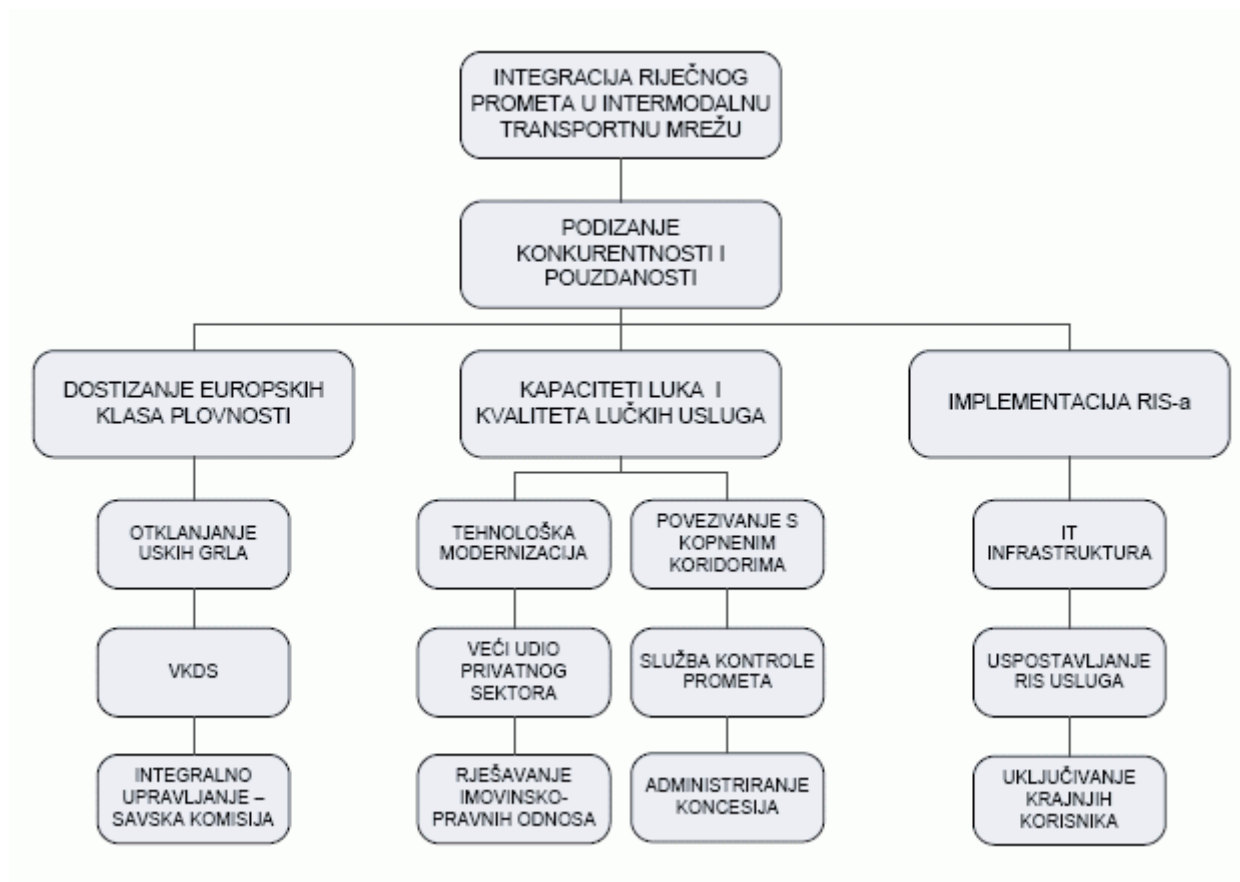 INTEGRACIJA RIJEČNOG
PROMETA U INTERMODALNU
TRANSPORTNU MREŽU
PODIZANJE
KONKURENTNOSTI I
POUZDANOSTI
DOSTIZANJE EUROPSKIH
KLASA PLOVNOSTI
KAPACITETI LUKA I
KVALITETA LUČKIH USLUGA
IMPLEMENTACIJA RIS-a
OTKLANJANJE
USKIH GRLA
TEHNOLOŠKA
MODERNIZACIJA
POVEZIVANJE S
KOPNENIM
KORIDORIMA
IT
INFRASTRUKTURA
VKDS
VEĆI UDIO
PRIVATNOG
SEKTORA
SLUŽBA KONTROLE
PROMETA
USPOSTAVLJANJE
RIS USLUGA
INTEGRALNO
UPRAVLJANJE –
SAVSKA KOMISIJA
RJEŠAVANJE
IMOVINSKO-
PRAVNIH ODNOSA
ADMINISTRIRANJE
KONCESIJA
UKLJUČIVANJE
KRAJNJIH
KORISNIKA